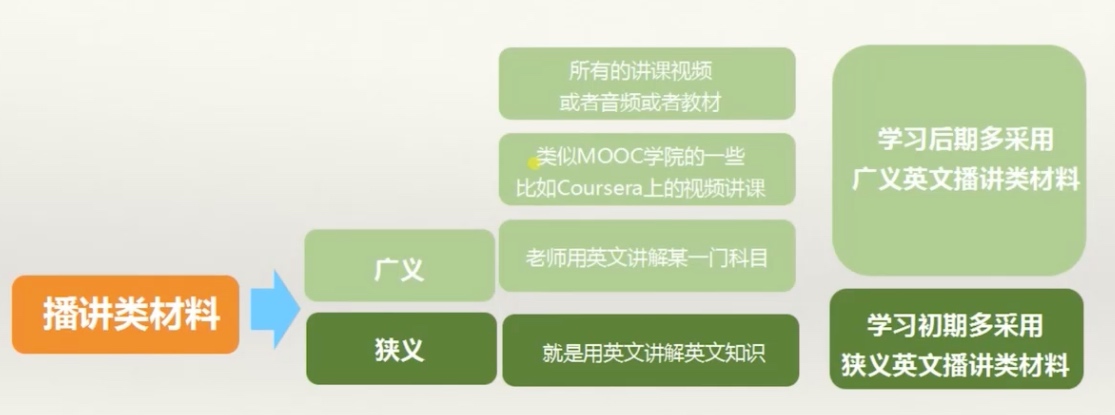 所有的讲课视频
或者音频或者教材
类似MOOC学院的一些
比如Coursera上的视频讲课
学习后期多采用
广义英文播讲类材料
广义
老师用英文讲解某一门科目
播讲类材料
狭义
就是用英文讲解英文知识
学习初期多采用
狭义英文播讲类材料